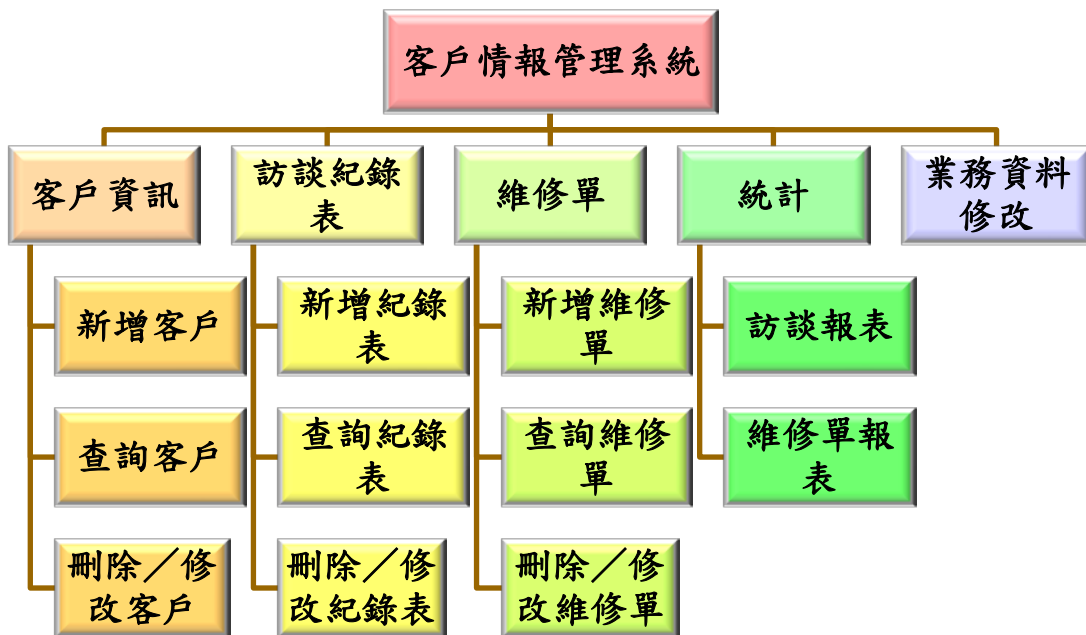 客戶情報管理系統
客戶資訊
訪談紀錄
表
維修單
統計
業務資料
修改
新增客戶
新增紀錄
表
新增維修
單
訪談報表
查詢客戶
查詢紀錄
表
查詢維修
單
維修單報
表
刪除／修
改客戶
刪除／修
改紀錄表
刪除／修
改維修單